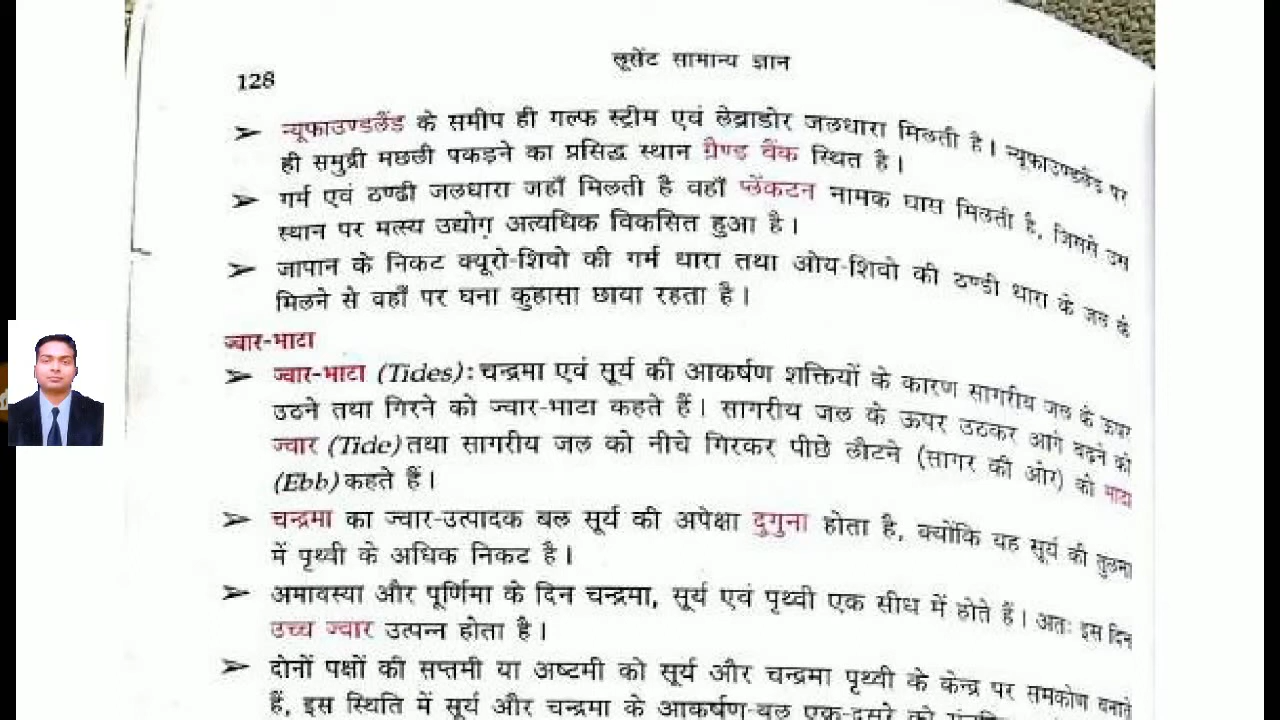 लूसेंट सामान्य ज्ञान
128
➢ न्यूफाउण्डलैंड के समीप ही गल्फ स्ट्रीम एवं लेब्राडोर जलधारा मिलती है। न्यूफाउण्डलैंड पर
ही समुद्री मछली पकड़ने का प्रसिद्ध स्थान ग्रैण्ड बैंक स्थित है।
➢ गर्म एवं ठण्ढी जलधारा जहाँ मिलती है वहाँ प्लेंकटन नामक घास मिलती है, जिससे उस
स्थान पर मत्स्य उद्योग अत्यधिक विकसित हुआ है।
➢ जापान के निकट क्यूरो-शिवो की गर्म धारा तथा ओय-शिवो की ठण्डी धारा के जल के
मिलने से वहाँ पर घना कुहासा छाया रहता है।
ज्वार-भाटा
➢ ज्वार-भाटा (Tides): चन्द्रमा एवं सूर्य की आकर्षण शक्तियों के कारण सागरीय जल के ऊपर
उठने तथा गिरने को ज्वार-भाटा कहते हैं। सागरीय जल के ऊपर उठकर आगे बढ़ने को
ज्वार (Tide) तथा सागरीय जल को नीचे गिरकर पीछे लौटने (सागर की ओर) को भाटा
(Ebb) कहते हैं।
➢ चन्द्रमा का ज्वार-उत्पादक बल सूर्य की अपेक्षा दुगुना होता है, क्योंकि यह सूर्य की तुलना
में पृथ्वी के अधिक निकट है।
➢ अमावस्या और पूर्णिमा के दिन चन्द्रमा, सूर्य एवं पृथ्वी एक सीध में होते हैं। अतः इस दिन
उच्च ज्वार उत्पन्न होता है।
➢ दोनों पक्षों की सप्तमी या अष्टमी को सूर्य और चन्द्रमा पृथ्वी के केन्द्र पर समकोण बनाते
हैं, इस स्थिति में सूर्य और चन्द्रमा के आकर्षण-बल एक-दूसरे को